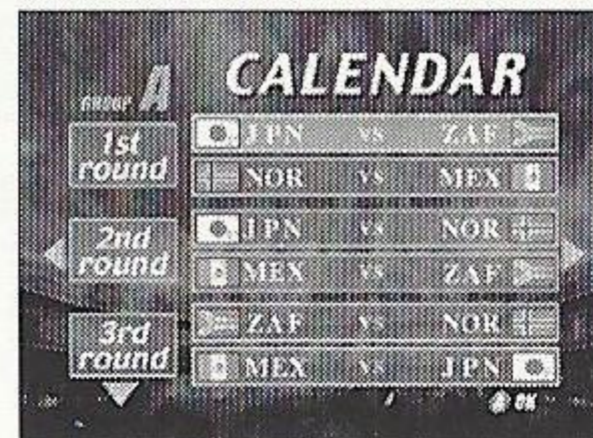 CALENDAR
GROUP A
1st round
JPN VS ZAF
NOR VS MEX
2nd round
JPN VS NOR
MEX VS ZAF
3rd round
ZAF VS NOR
MEX VS JPN
A OK